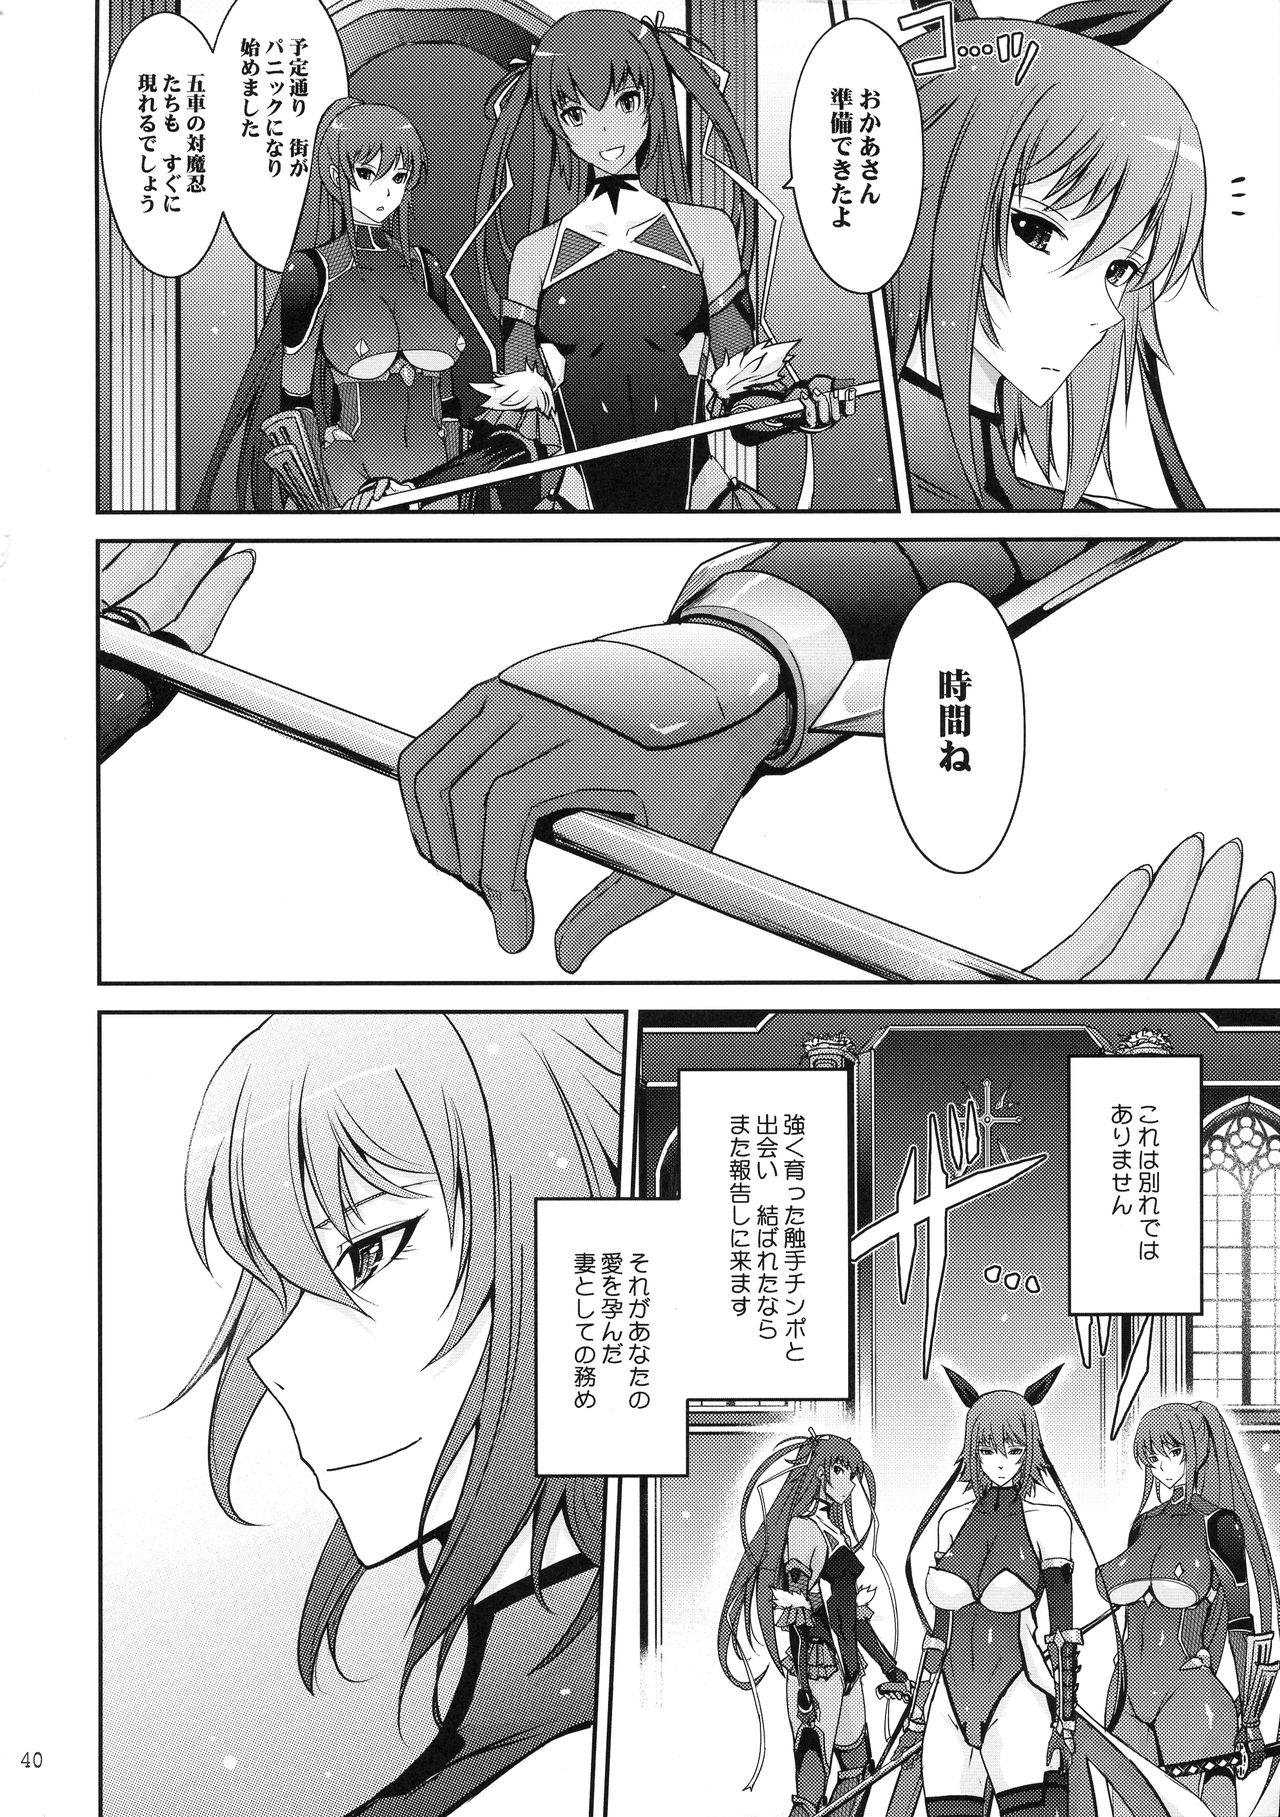 コ…ッ
おかあさん
準備できたよ
予定通り 街が
パニックになり
始めました
五車の対魔忍
たちも すぐに
現れるでしょう
時間ね
これは別れでは
ありません
強く育った触手チンポと
出会い 結ばれたなら
また報告しに来ます
それがあなたの
愛を孕んだ
妻としての務め
40